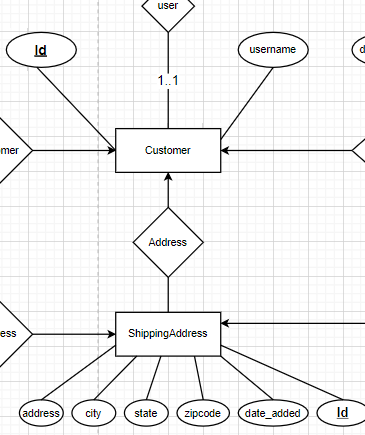 user
Id
username
d
1..1
mer
Customer
Address
ess
ShippingAddress
address
city
state
zipcode
date_added
Id